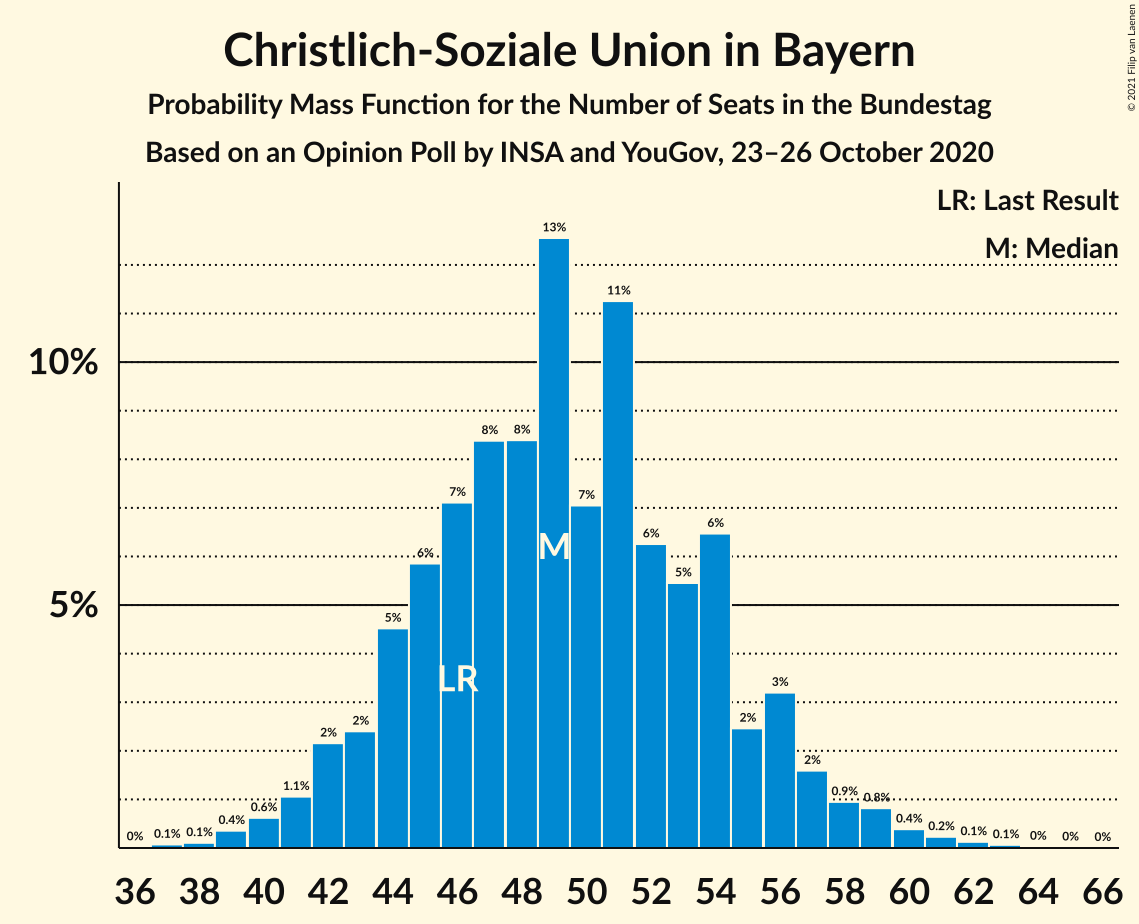 Christlich-Soziale Union in Bayern
Probability Mass Function for the Number of Seats in the Bundestag
Based on an Opinion Poll by INSA and YouGov, 23–26 October 2020
© 2021 Filip van Laenen
LR: Last Result
M: Median
10%
5%
0% 0.1% 0.1% 0.4% 0.6% 1.1% 2% 2% 5% 6% 7% 8% 8% 13% 7% 11% 6% 5% 6% 2% 3% 2% 0.9% 0.8% 0.4% 0.2% 0.1% 0.1% 0% 0% 0%
M
LR
36 38 40 42 44 46 48 50 52 54 56 58 60 62 64 66